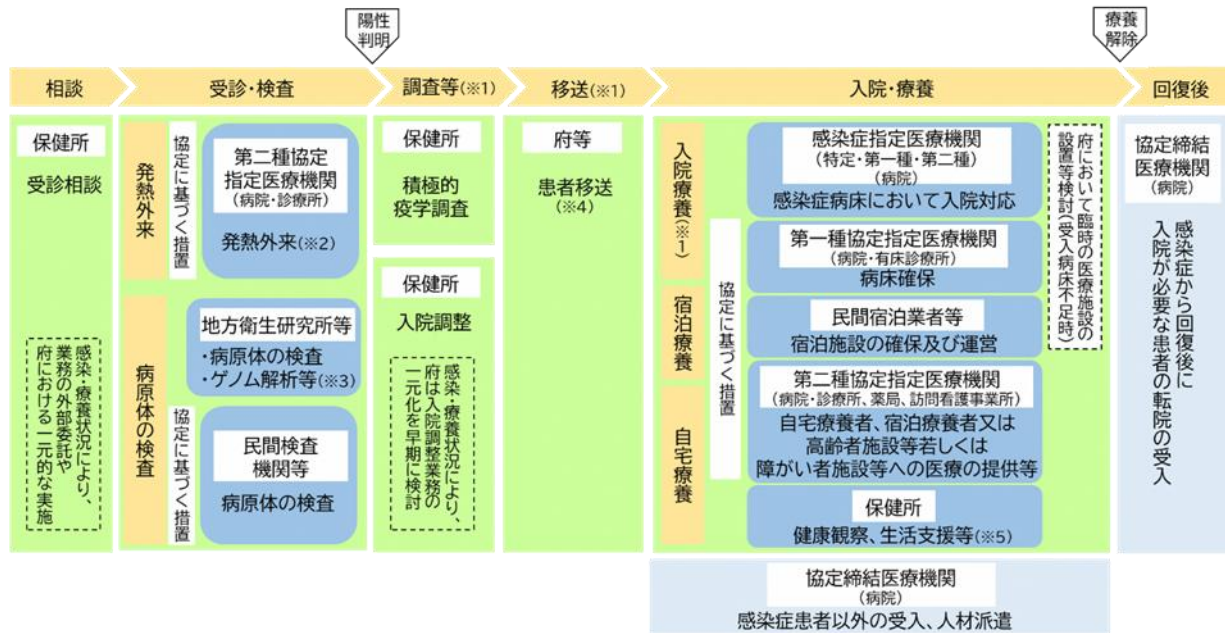 陽性
判明
療養
解除
相談
受診・検査
調査等(※1)
移送(※1)
入院・療養
回復後
保健所
受診相談
感染・療養状況により、
業務の外部委託や
府における一元的な実施
発熱外来
協定に基づく措置
第二種協定
指定医療機関
(病院・診療所)
発熱外来(※2)
病原体の検査
地方衛生研究所等
・病原体の検査
・ゲノム解析等(※3)
協定に基づく措置
民間検査
機関等
病原体の検査
保健所
積極的
疫学調査
保健所
入院調整
感染・療養状況により、
府は入院調整業務の
一元化を早期に検討
府等
患者移送
(※4)
入院療養(※1)
宿泊療養
自宅療養
協定に基づく措置
感染症指定医療機関
(特定・第一種・第二種)
(病院)
感染症病床において入院対応
第一種協定指定医療機関
(病院・有床診療所)
病床確保
民間宿泊業者等
宿泊施設の確保及び運営
第二種協定指定医療機関
(病院・診療所、薬局、訪問看護事業所)
自宅療養者、宿泊療養者又は
高齢者施設等若しくは
障がい者施設等への医療の提供等
保健所
健康観察、生活支援等(※5)
府において臨時の医療施設の
設置等検討(受入病床不足時)
協定締結
医療機関
(病院)
感染症から回復後に
入院が必要な患者の転院の受入
協定締結医療機関
(病院)
感染症患者以外の受入、人材派遣